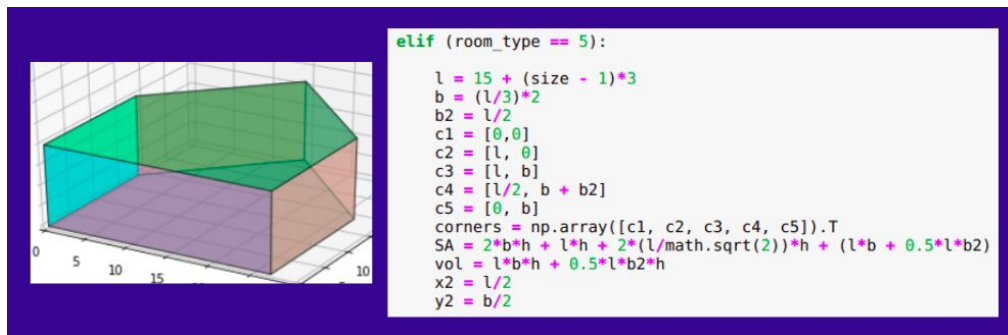 elif (room_type == 5):
l = 15 + (size - 1)*3
b = (l/3)*2
b2 = l/2
c1 = [0,0]
c2 = [l, 0]
c3 = [l, b]
c4 = [l/2, b + b2]
c5 = [0, b]
corners = np.array([c1, c2, c3, c4, c5]).T
SA = 2*b*h + l*h + 2*(l/math.sqrt(2))*h + (l*b + 0.5*l*b2)
vol = l*b*h + 0.5*l*b2*h
x2 = l/2
y2 = b/2
0
5
10
15
10